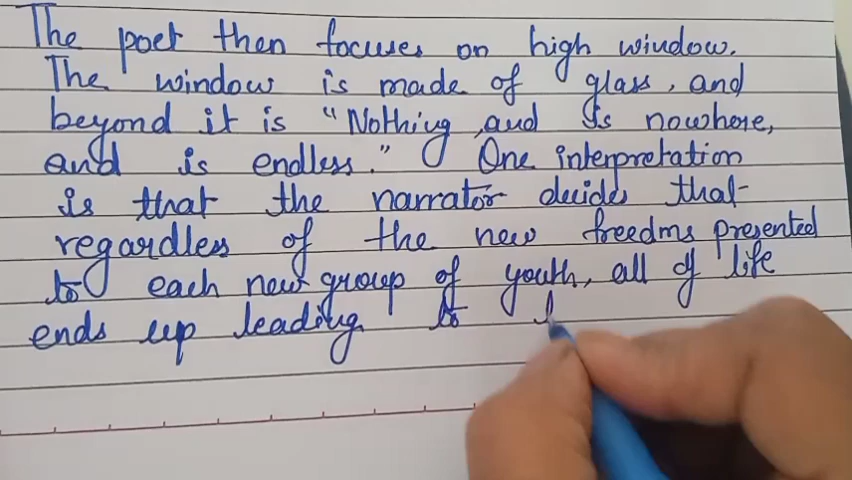 The poet then focuses on high window.
The window is made of glass, and
beyond it is "Nothing, and Is nowhere,
and is endless." One interpretation
is that the narrator decides that
regardless of the new freedms presented
to each new group of youth, all of life
ends up leading to